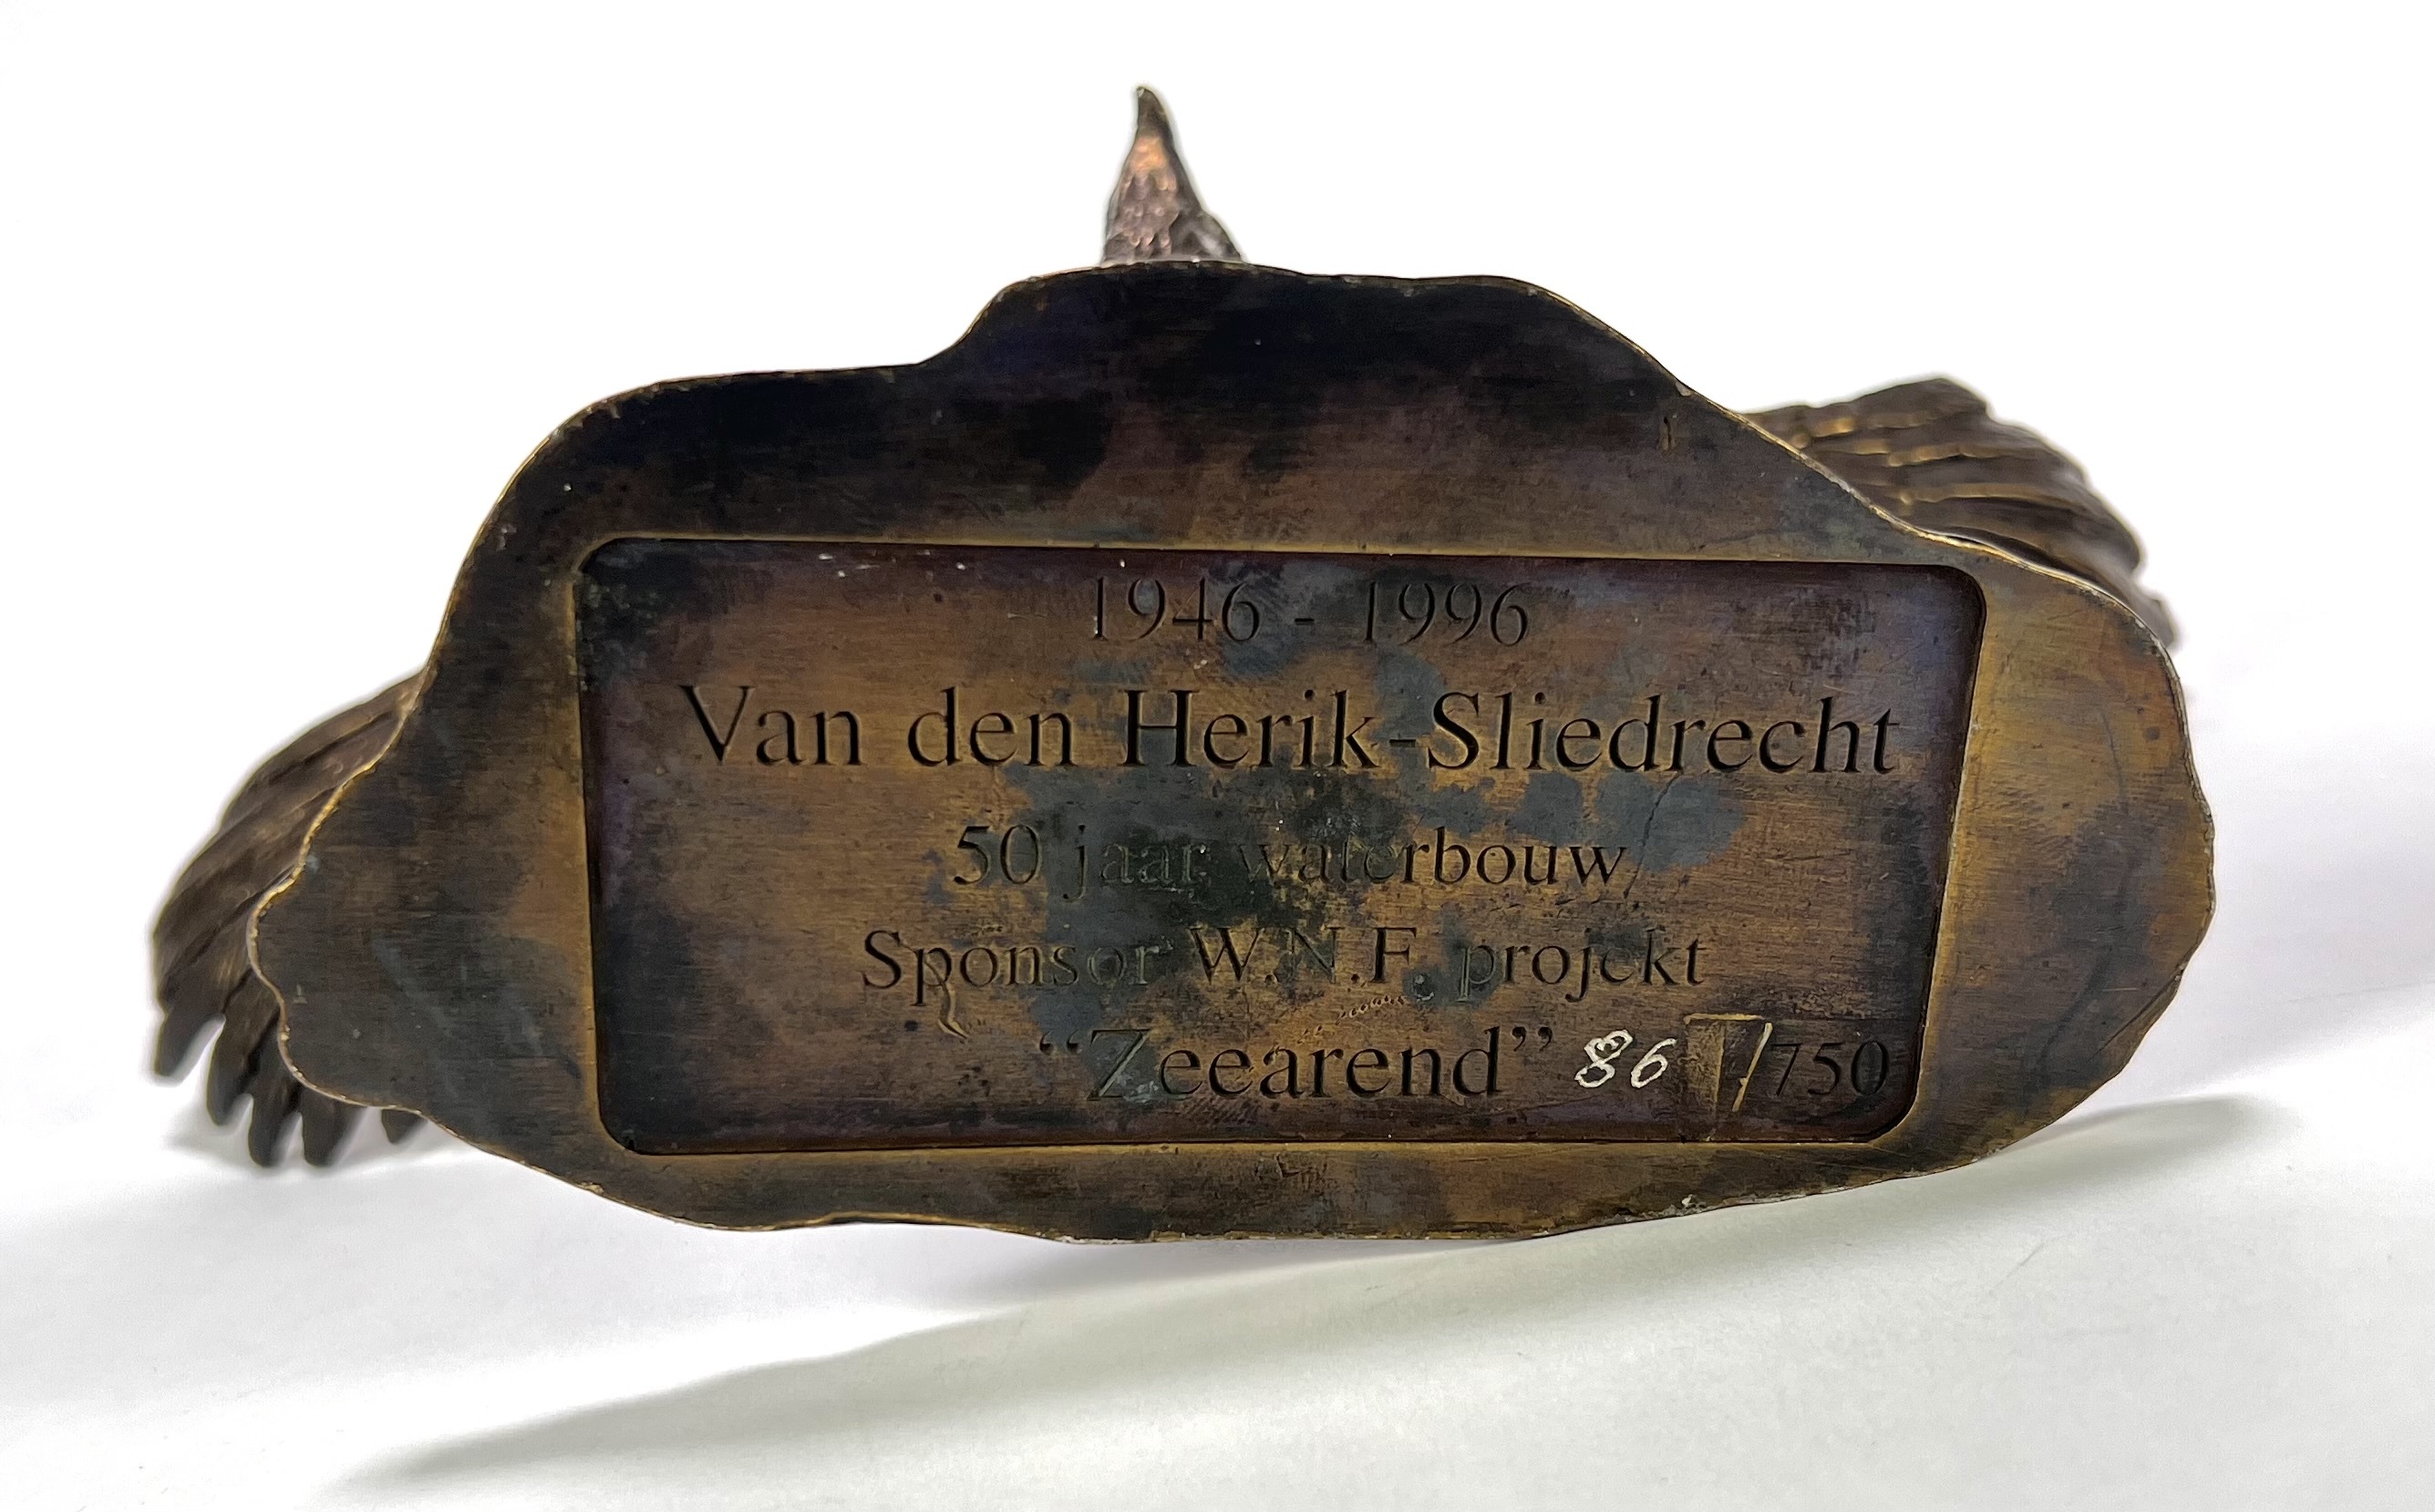 1946 - 1996
Van den Herik-Sliedrecht
50 jaar waterbouw
Sponsor W.N.F. projekt
“Zeearend” 86 /750